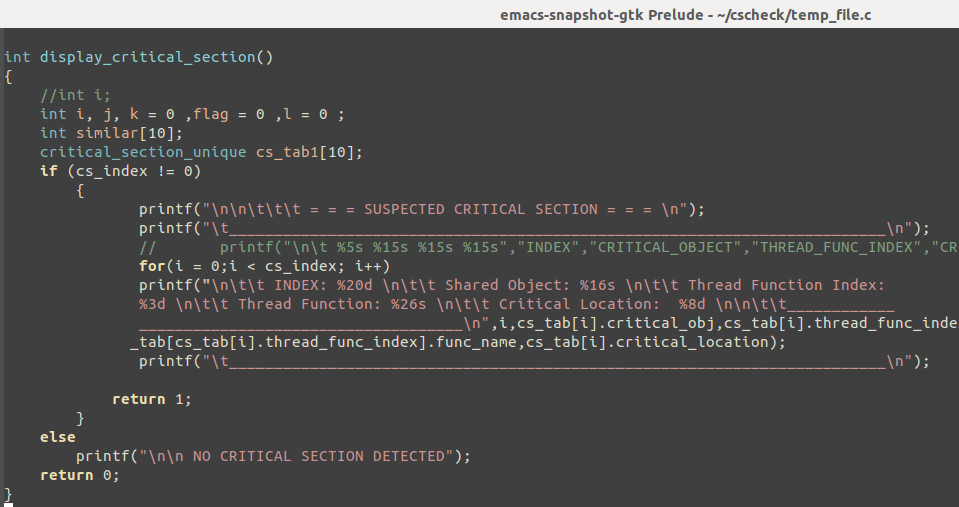 emacs-snapshot-gtk Prelude - ~/cscheck/temp_file.c
int display_critical_section()
{
    //int i;
    int i, j, k = 0 ,flag = 0 ,l = 0 ;
    int similar[10];
    critical_section_unique cs_tab1[10];
    if (cs_index != 0)
        {
               printf("\n\n\t\t\t = = = SUSPECTED CRITICAL SECTION = = = \n");
               printf("\t_________________________________________________________________________\n");
               //       printf("\n\t %5s %15s %15s %15s","INDEX","CRITICAL_OBJECT","THREAD_FUNC_INDEX","CR
               for(i = 0;i < cs_index; i++)
               printf("\n\t\t INDEX: %20d \n\t\t Shared Object: %16s \n\t\t Thread Function Index:
               %3d \n\t\t Thread Function: %26s \n\t\t Critical Location:  %8d \n\n\t\t____________
               ____________________________________\n",i,cs_tab[i].critical_obj,cs_tab[i].thread_func_inde
              _tab[cs_tab[i].thread_func_index].func_name,cs_tab[i].critical_location);
               printf("\t_________________________________________________________________________\n");
            return 1;
        }
    else
        printf("\n\n NO CRITICAL SECTION DETECTED");
    return 0;
}